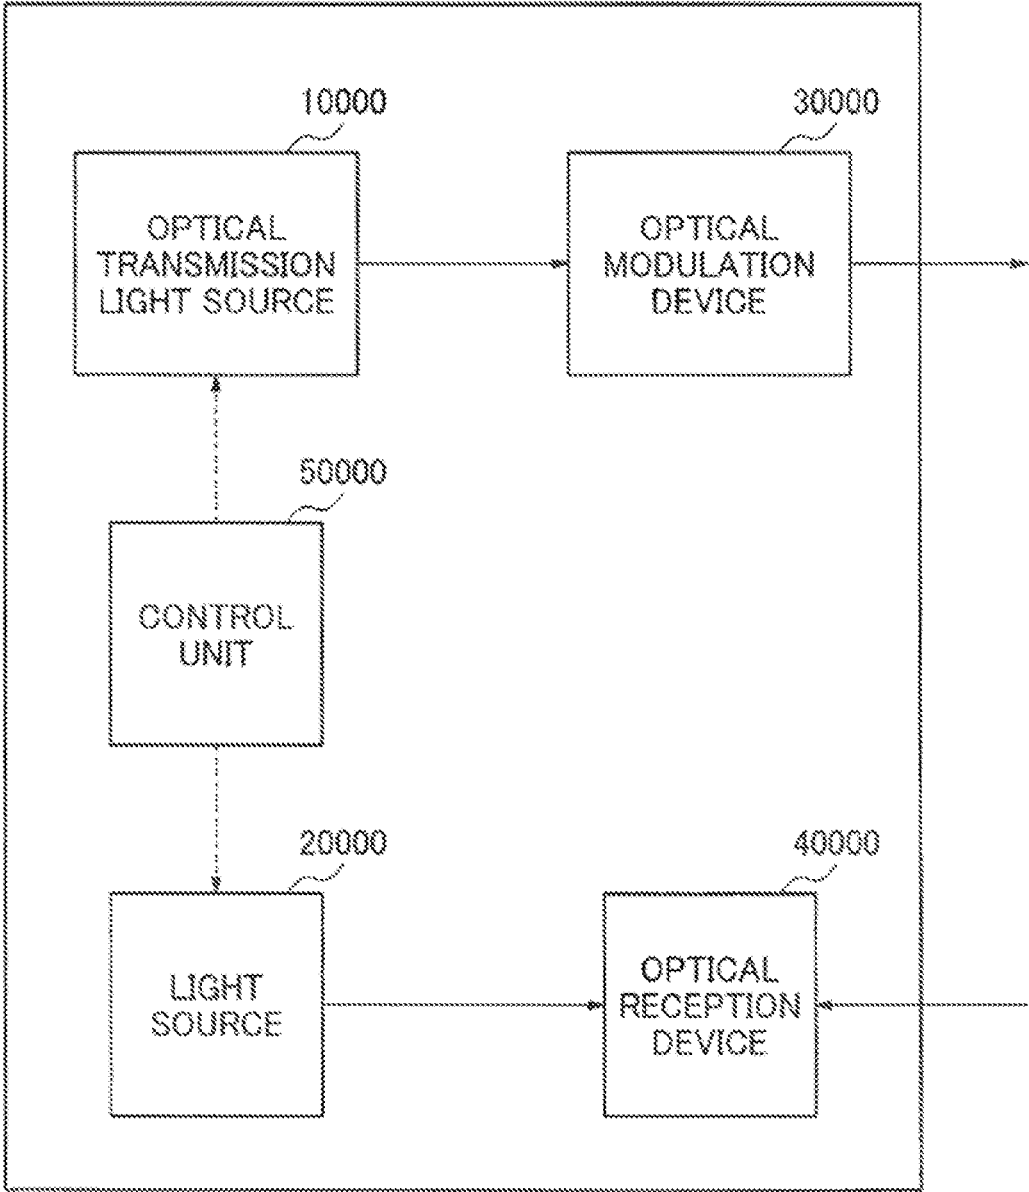 10000
OPTICAL
TRANSMISSION
LIGHT SOURCE
30000
OPTICAL
MODULATION
DEVICE
50000
CONTROL
UNIT
20000
LIGHT
SOURCE
40000
OPTICAL
RECEPTION
DEVICE